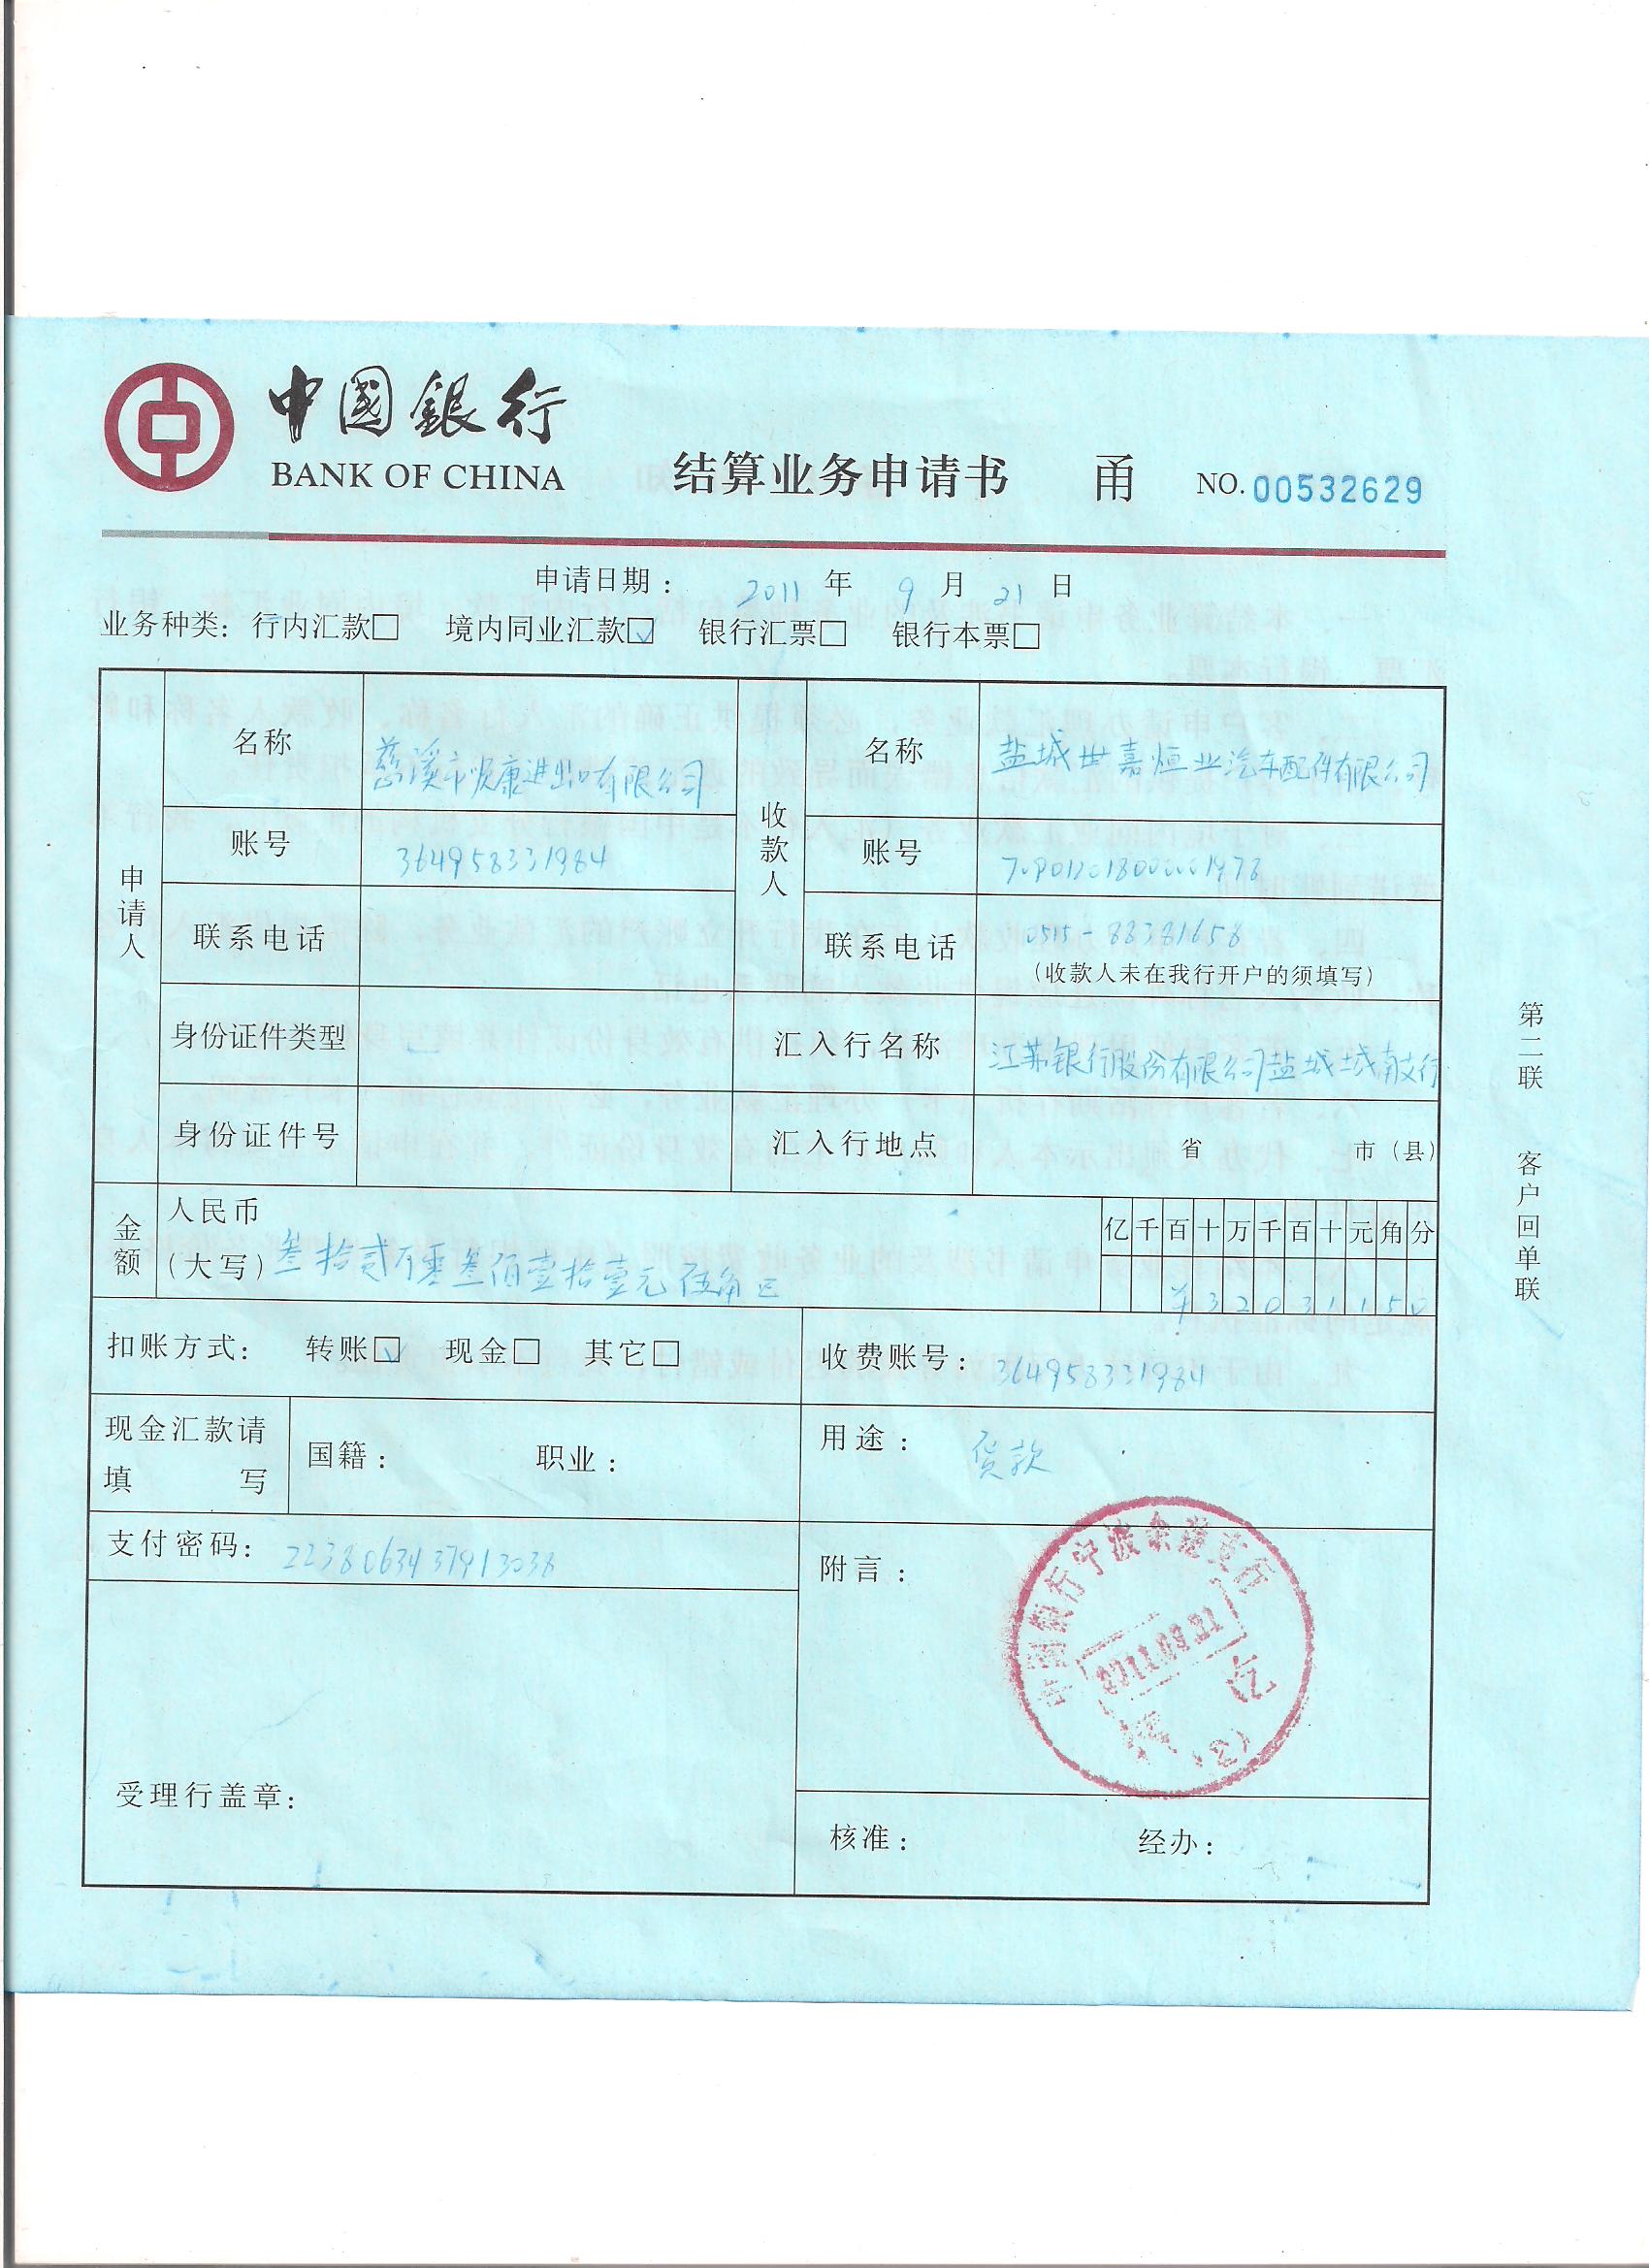 中國銀行
BANK OF CHINA
结算业务申请书 甬 NO. 00532629
申请日期: 2011 年 9 月 21 日
业务种类: 行内汇款□ 境内同业汇款☑ 银行汇票□ 银行本票□
申请人
名称 慈溪市 康进出口有限公司
账号 364958331984
联系电话
身份证件类型
身份证件号
收款人
名称 盐城世嘉恒业汽车配件有限公司
账号
联系电话 0515-88381658
(收款人未在我行开户的须填写)
汇入行名称 江苏银行股份有限公司盐城城南支行
汇入行地点 省 市(县)
金额
人民币
(大写) 叁拾贰万零叁佰壹拾壹元伍角正
亿 千 百 十 万 千 百 十 元 角 分
¥ 3 2 0 3 1 1 5 0
扣账方式: 转账☑ 现金□ 其它□
收费账号: 364958331984
现金汇款请
填 写
国籍: 职业:
用途: 货款
支付密码: 2238063437913038
附言:
中国银行宁波 支行
2011.09.21
讫
(2)
受理行盖章:
核准: 经办:
第二联 客户回单联